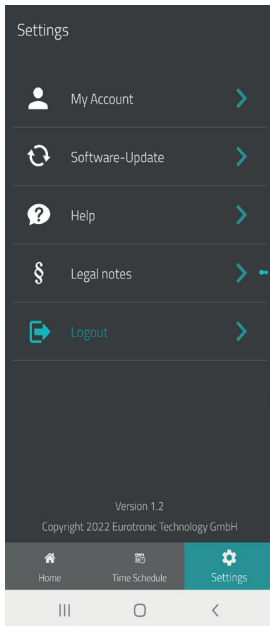 Settings
My Account
Software-Update
Help
§ Legal notes
Logout
Version 1.2
Copyright 2022 Eurotronic Technology GmbH
Home Time Schedule Settings